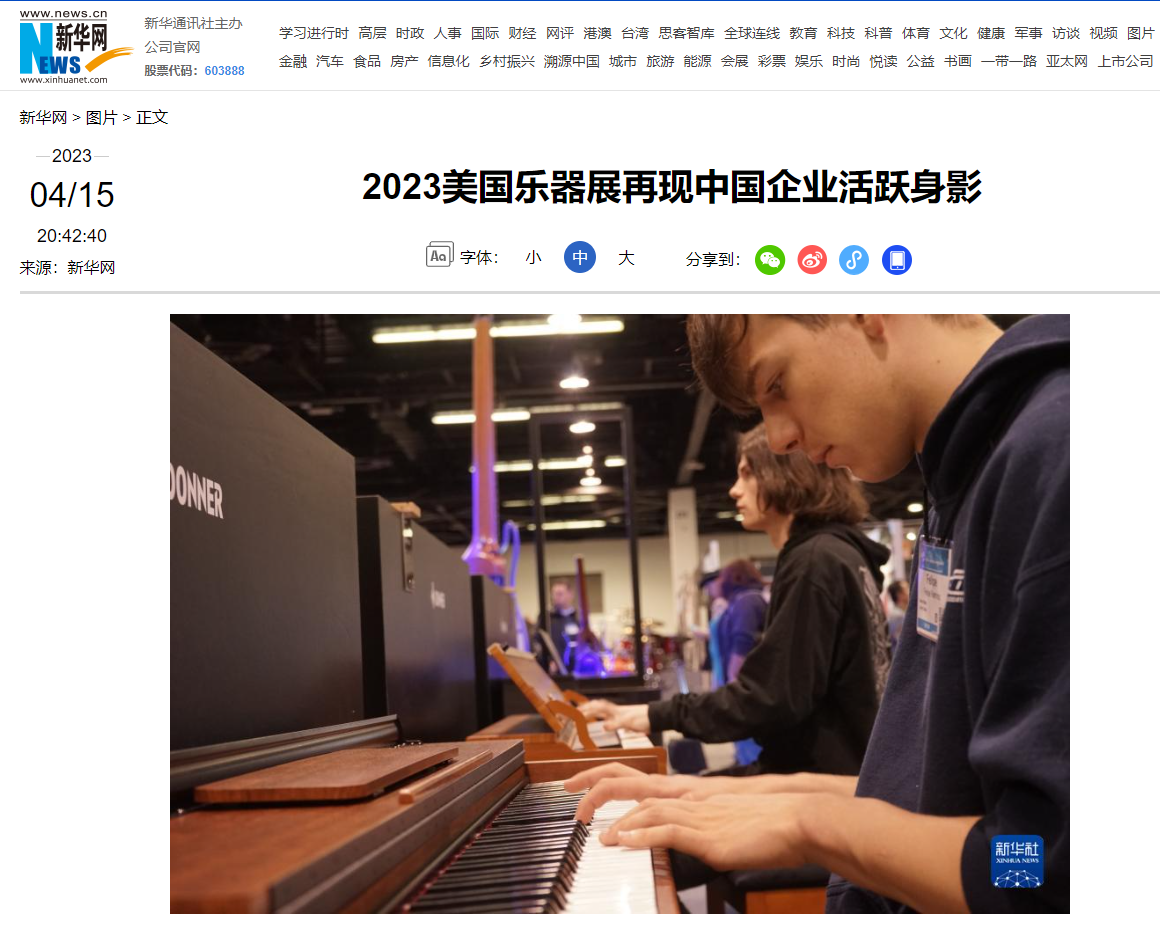 www.news.cn
新华网
NEWS
www.xinhuanet.com
新华通讯社主办
公司官网
股票代码：603888
学习进行时 高层 时政 人事 国际 财经 网评 港澳 台湾 思客智库 全球连线 教育 科技 科普 体育 文化 健康 军事 访谈 视频 图片
金融 汽车 食品 房产 信息化 乡村振兴 溯源中国 城市 旅游 能源 会展 彩票 娱乐 时尚 悦读 公益 书画 一带一路 亚太网 上市公司
新华网 > 图片 > 正文
2023
04/15
20:42:40
来源：新华网
2023美国乐器展再现中国企业活跃身影
Aa 字体： 小 中 大 分享到：
DONNER
新华社
XINHUA NEWS